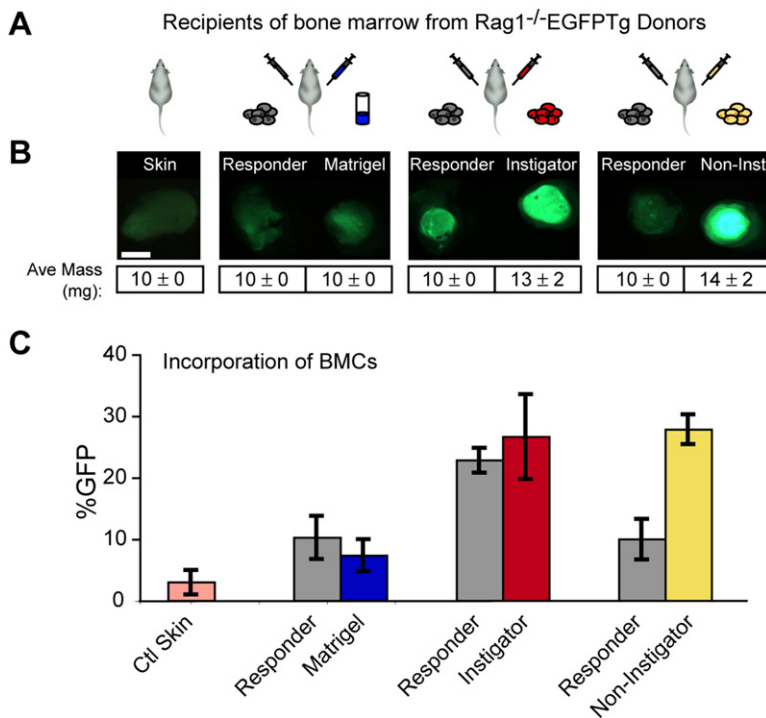 A
Recipients of bone marrow from Rag1-/-EGFPTg Donors
B
Skin
Responder Matrigel
Responder Instigator
Responder Non-Inst
Ave Mass (mg):
10 ± 0
10 ± 0 10 ± 0
10 ± 0 13 ± 2
10 ± 0 14 ± 2
C
Incorporation of BMCs
%GFP
40
30
20
10
0
Ctl Skin
Responder
Matrigel
Responder
Instigator
Responder
Non-Instigator